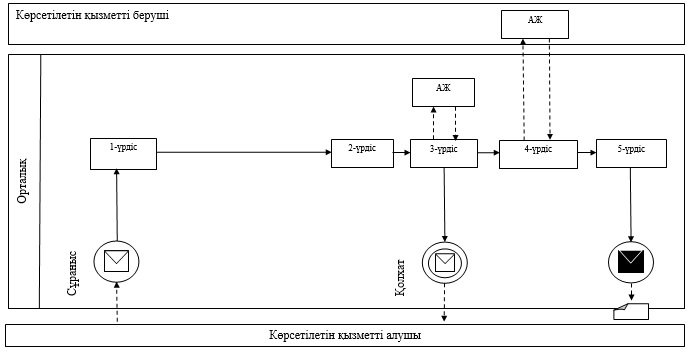 Көрсетілетін қызметті беруші
АЖ
АЖ
1-үрдіс
2-үрдіс
3-үрдіс
4-үрдіс
5-үрдіс
Орталық
Сұраныс
Қолхат
Көрсетілетін қызметті алушы